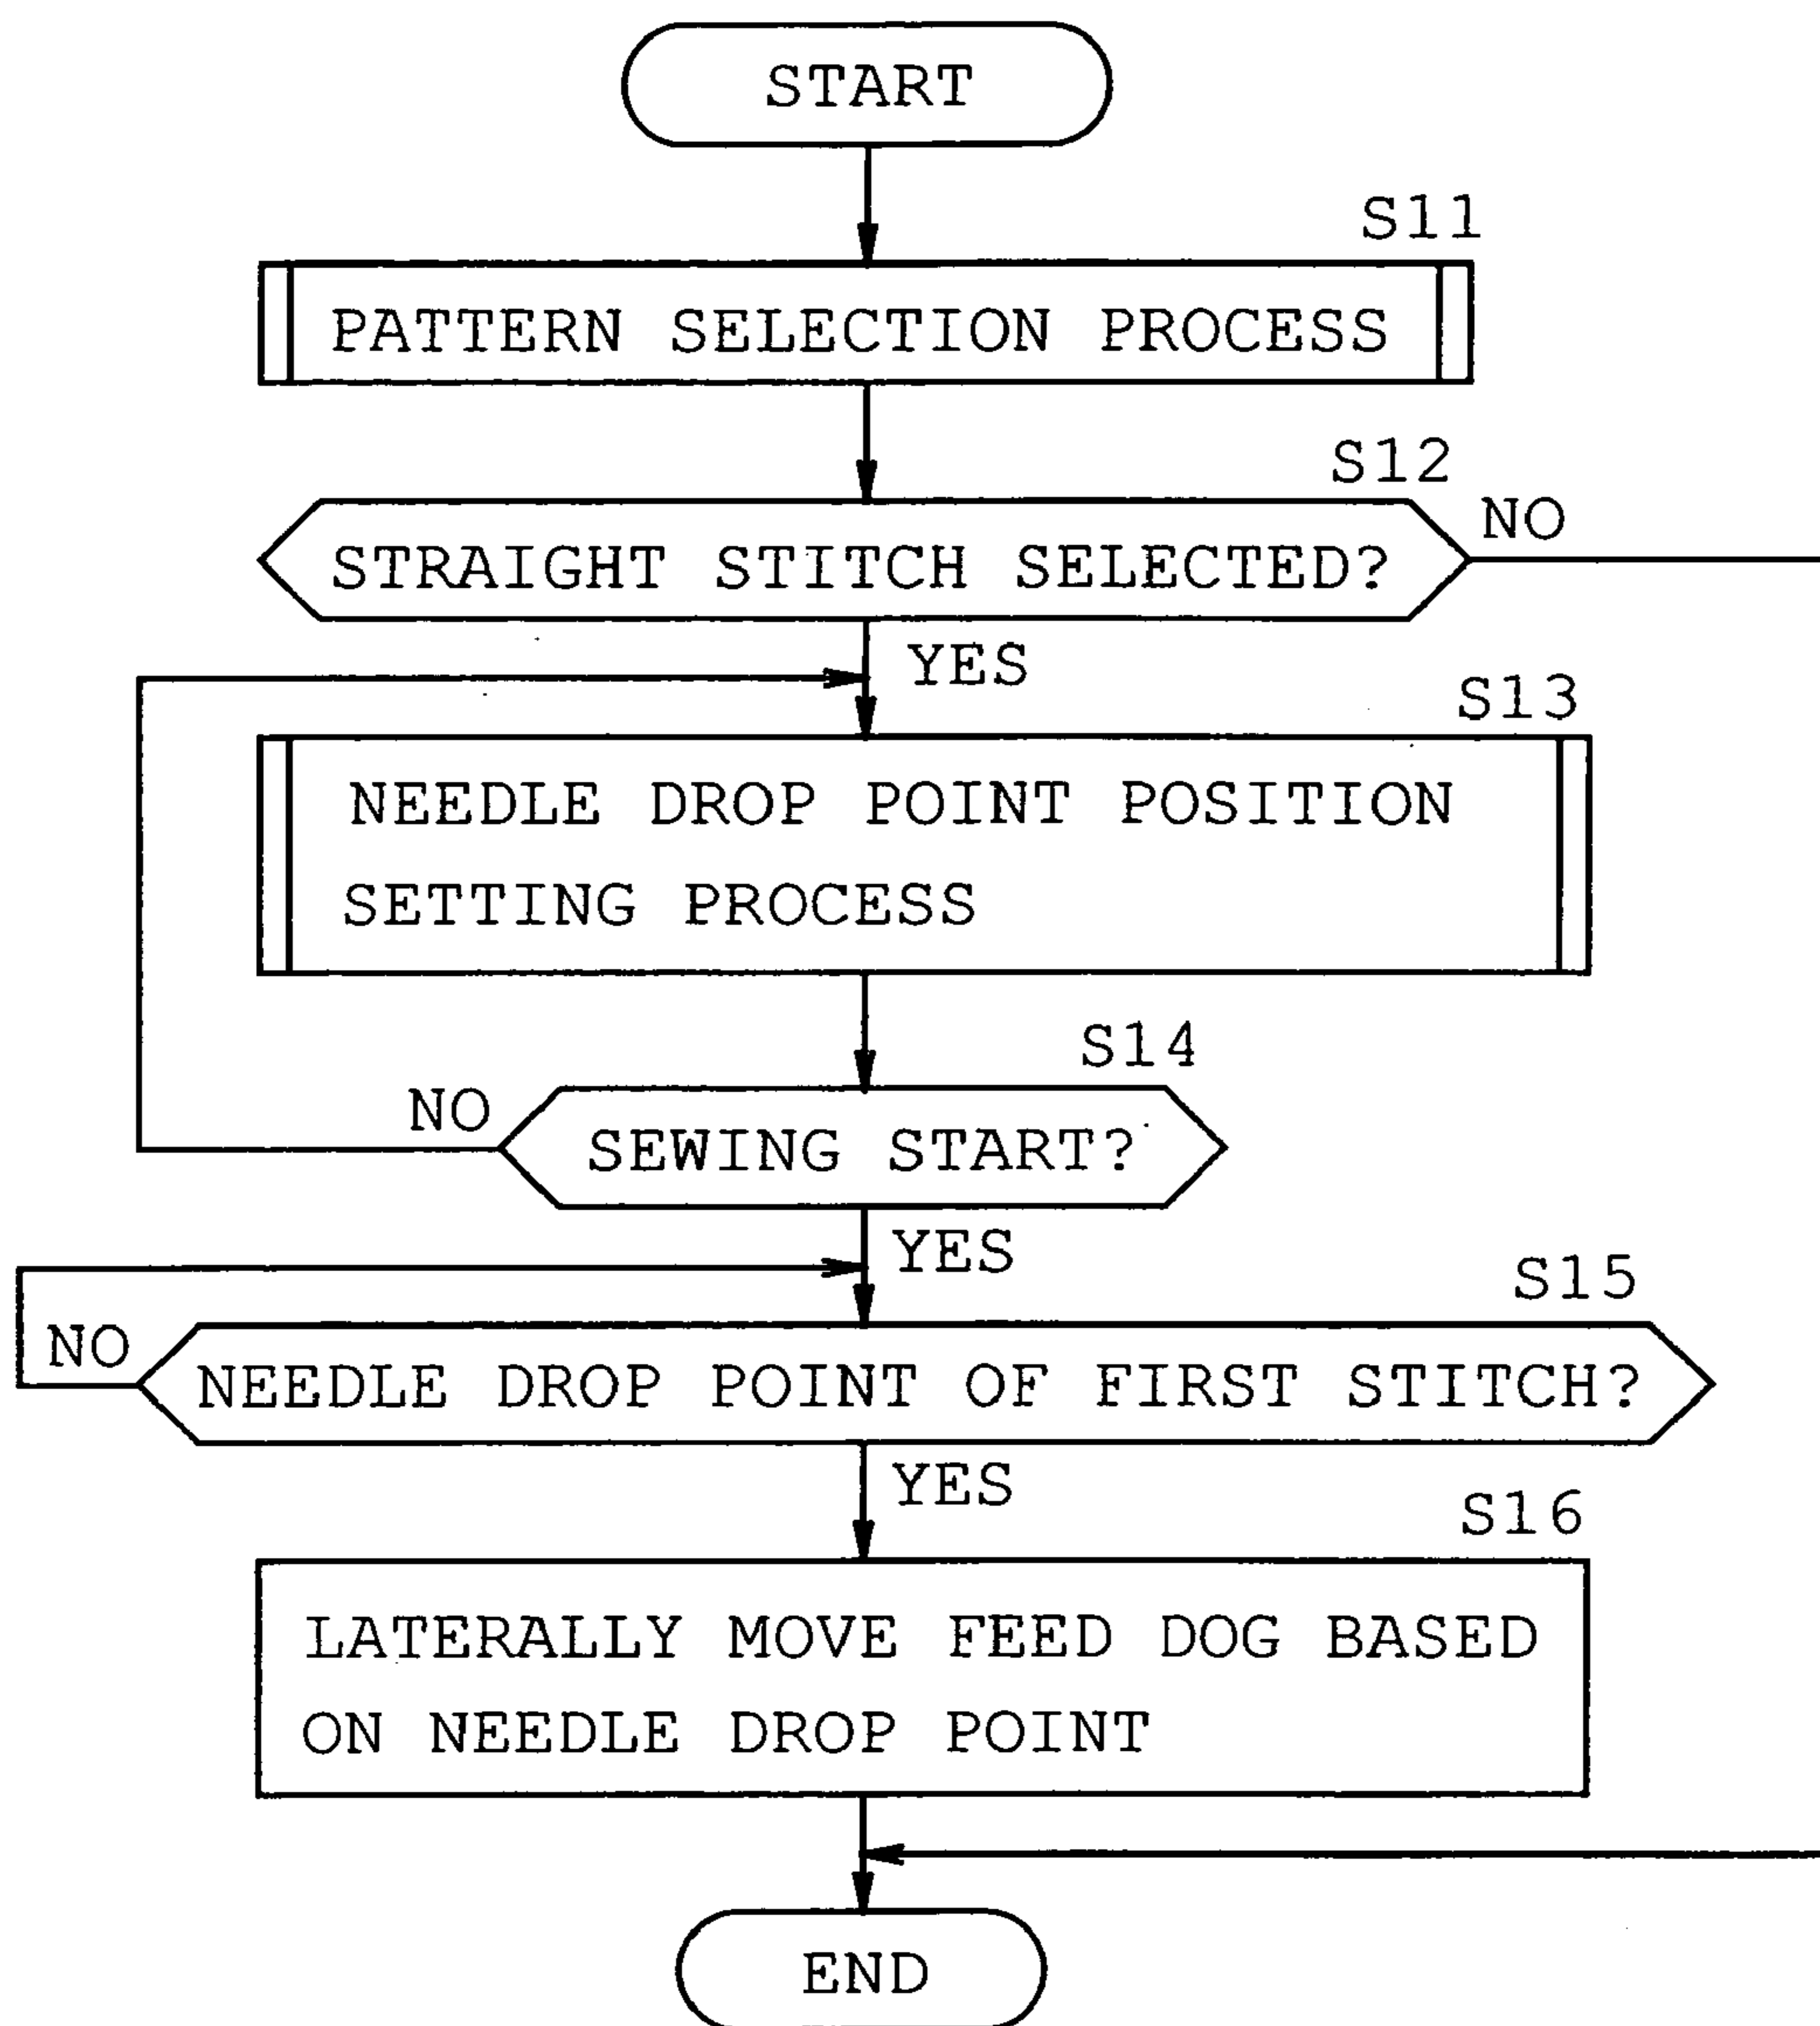 START
S11
PATTERN SELECTION PROCESS
S12
STRAIGHT STITCH SELECTED?
NO
YES
S13
NEEDLE DROP POINT POSITION
SETTING PROCESS
S14
NO
SEWING START?
YES
S15
NO
NEEDLE DROP POINT OF FIRST STITCH?
YES
S16
LATERALLY MOVE FEED DOG BASED
ON NEEDLE DROP POINT
END